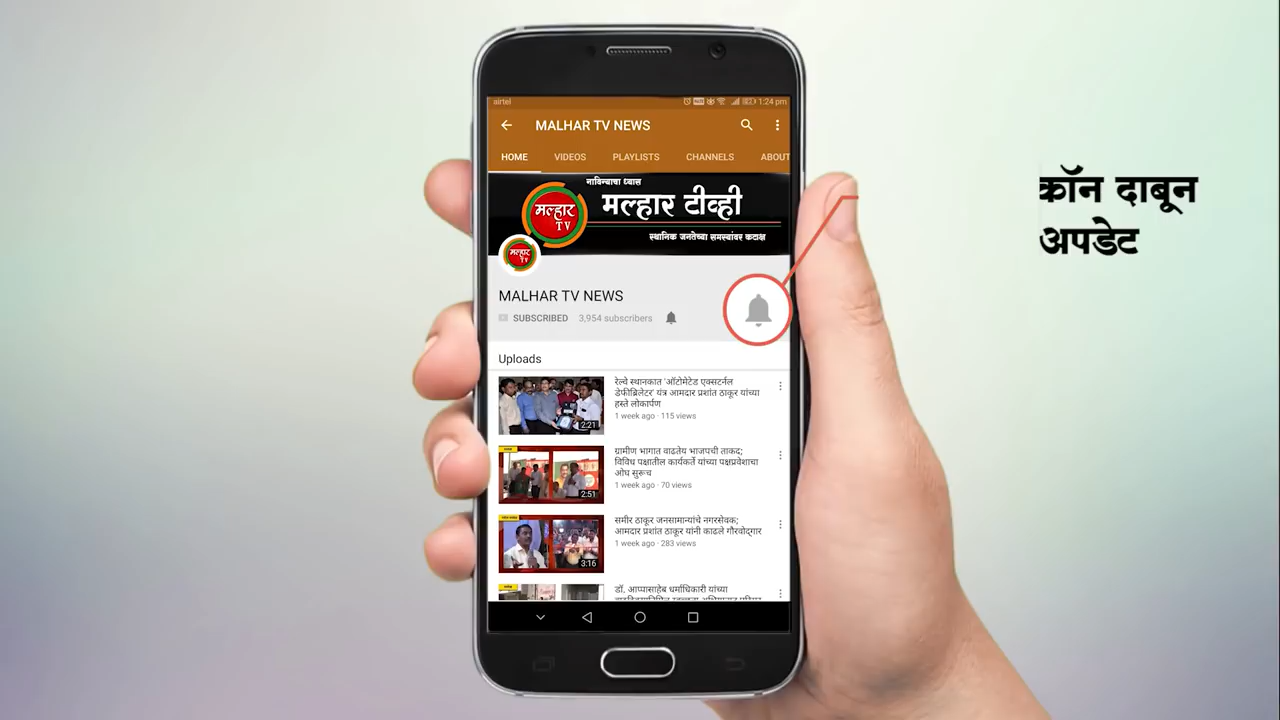 airtel
1:24 pm
MALHAR TV NEWS
HOME
VIDEOS
PLAYLISTS
CHANNELS
ABOUT
नाविन्याचा ध्यास
मल्हार टीव्ही
स्थानिक जनतेच्या समस्यांवर कटाक्ष
मल्हार
TV
मल्हार
TV
MALHAR TV NEWS
SUBSCRIBED
3,954 subscribers
Uploads
रेल्वे स्थानकात 'ऑटोमेटेड एक्सटर्नल
डेफीब्रिलेटर' यंत्र आमदार प्रशांत ठाकूर यांच्या
हस्ते लोकार्पण
1 week ago · 115 views
2:21
ग्रामीण भागात वाढतेय भाजपची ताकद;
विविध पक्षातील कार्यकर्ते यांच्या पक्षप्रवेशाचा
ओघ सुरूच
1 week ago · 70 views
2:51
समीर ठाकूर जनसामान्यांचे नगरसेवक;
आमदार प्रशांत ठाकूर यांनी काढले गौरवोद्गार
1 week ago · 283 views
3:16
डॉ. आप्पासाहेब धर्माधिकारी यांच्या
कॉन दाबून
अपडेट